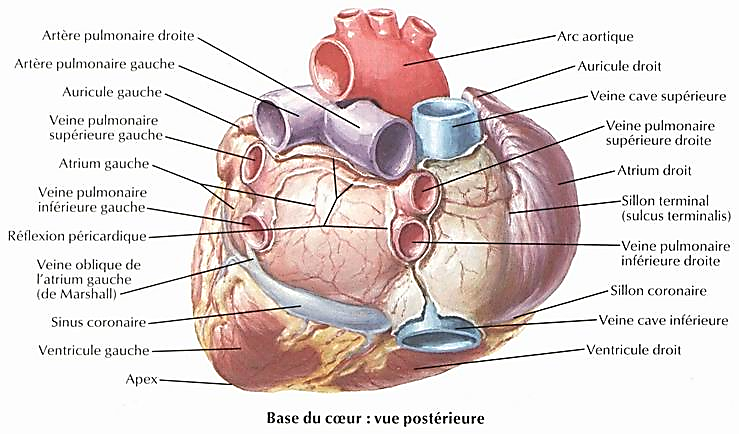 Artère pulmonaire droite
Artère pulmonaire gauche
Auricule gauche
Veine pulmonaire
supérieure gauche
Atrium gauche
Veine pulmonaire
inférieure gauche
Réflexion péricardique
Veine oblique de
l'atrium gauche
(de Marshall)
Sinus coronaire
Ventricule gauche
Apex
Arc aortique
Auricule droit
Veine cave supérieure
Veine pulmonaire
supérieure droite
Atrium droit
Sillon terminal
(sulcus terminalis)
Veine pulmonaire
inférieure droite
Sillon coronaire
Veine cave inférieure
Ventricule droit
Base du cœur : vue postérieure